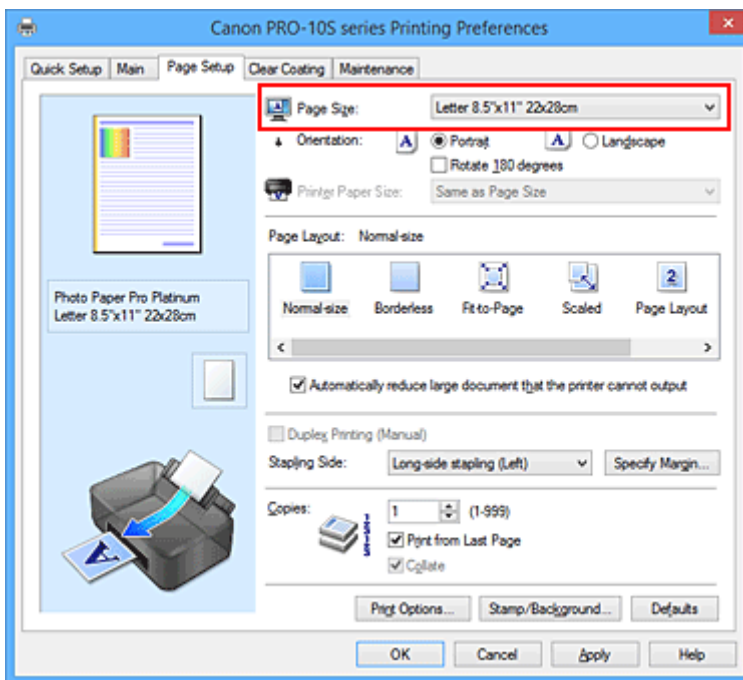 Canon PRO-10S series Printing Preferences
Quick Setup Main Page Setup Clear Coating Maintenance
Page Size: Letter 8.5"x11" 22x28cm
Orientation: A Portrait A Landscape
Rotate 180 degrees
Printer Paper Size: Same as Page Size
Page Layout: Normal-size
2
Normal-size Borderless Fit-to-Page Scaled Page Layout
Photo Paper Pro Platinum
Letter 8.5"x11" 22x28cm
Automatically reduce large document that the printer cannot output
Duplex Printing (Manual)
Stapling Side: Long-side stapling (Left) Specify Margin...
Copies: 1 (1-999)
Print from Last Page
Collate
A
Print Options... Stamp/Background... Defaults
OK Cancel Apply Help